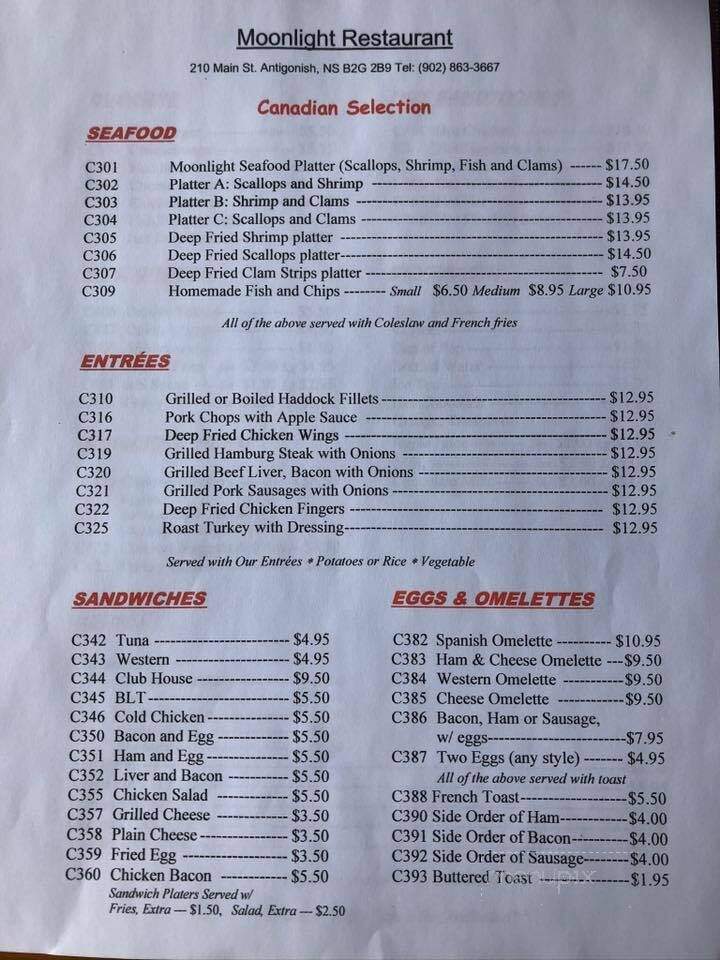 Moonlight Restaurant
210 Main St. Antigonish, NS B2G 2B9 Tel: (902) 863-3667
Canadian Selection
SEAFOOD
C301 Moonlight Seafood Platter (Scallops, Shrimp, Fish and Clams) ------ $17.50
C302 Platter A: Scallops and Shrimp ------ $14.50
C303 Platter B: Shrimp and Clams ------ $13.95
C304 Platter C: Scallops and Clams ------ $13.95
C305 Deep Fried Shrimp platter ------ $13.95
C306 Deep Fried Scallops platter------ $14.50
C307 Deep Fried Clam Strips platter ------ $7.50
C309 Homemade Fish and Chips -------- Small $6.50 Medium $8.95 Large $10.95
All of the above served with Coleslaw and French fries
ENTRÉES
C310 Grilled or Boiled Haddock Fillets ------ $12.95
C316 Pork Chops with Apple Sauce ------ $12.95
C317 Deep Fried Chicken Wings ------ $12.95
C319 Grilled Hamburg Steak with Onions ------ $12.95
C320 Grilled Beef Liver, Bacon with Onions ------ $12.95
C321 Grilled Pork Sausages with Onions ------ $12.95
C322 Deep Fried Chicken Fingers ------ $12.95
C325 Roast Turkey with Dressing------ $12.95
Served with Our Entrées * Potatoes or Rice * Vegetable
SANDWICHES
C342 Tuna ------ $4.95
C343 Western ------ $4.95
C344 Club House ------ $9.50
C345 BLT------ $5.50
C346 Cold Chicken------ $5.50
C350 Bacon and Egg ------ $5.50
C351 Ham and Egg------ $5.50
C352 Liver and Bacon ------ $5.50
C355 Chicken Salad ------ $5.50
C357 Grilled Cheese------ $3.50
C358 Plain Cheese------ $3.50
C359 Fried Egg ------ $3.50
C360 Chicken Bacon ------ $5.50
Sandwich Platers Served w/
Fries, Extra — $1.50, Salad, Extra — $2.50
EGGS & OMELETTES
C382 Spanish Omelette ---------- $10.95
C383 Ham & Cheese Omelette ---$9.50
C384 Western Omelette -----------$9.50
C385 Cheese Omelette ------------$9.50
C386 Bacon, Ham or Sausage,
w/ eggs------------------------$7.95
C387 Two Eggs (any style) ------- $4.95
All of the above served with toast
C388 French Toast-------------------$5.50
C390 Side Order of Ham------------$4.00
C391 Side Order of Bacon----------$4.00
C392 Side Order of Sausage--------$4.00
C393 Buttered Toast ----------------$1.95
menupix